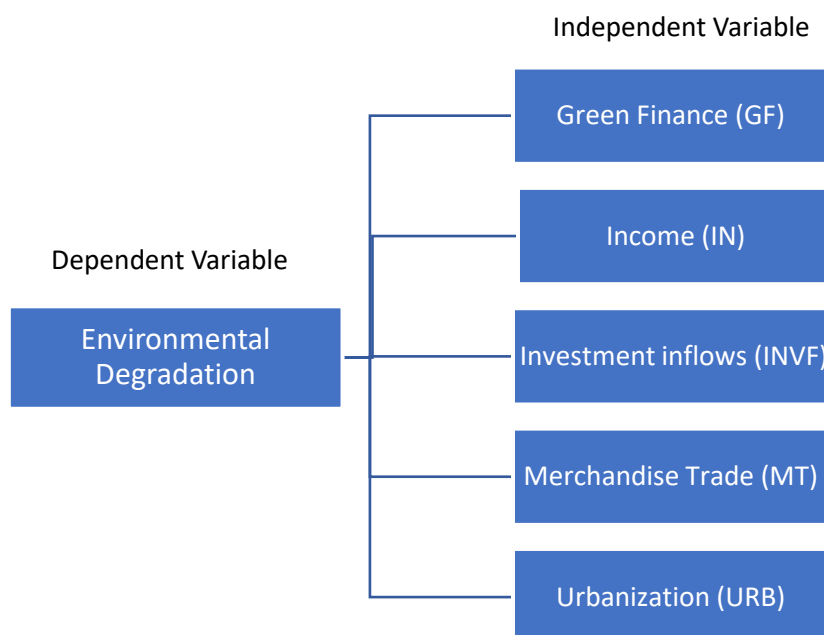 Independent Variable
Green Finance (GF)
Income (IN)
Dependent Variable
Environmental
Degradation
Investment inflows (INVF)
Merchandise Trade (MT)
Urbanization (URB)